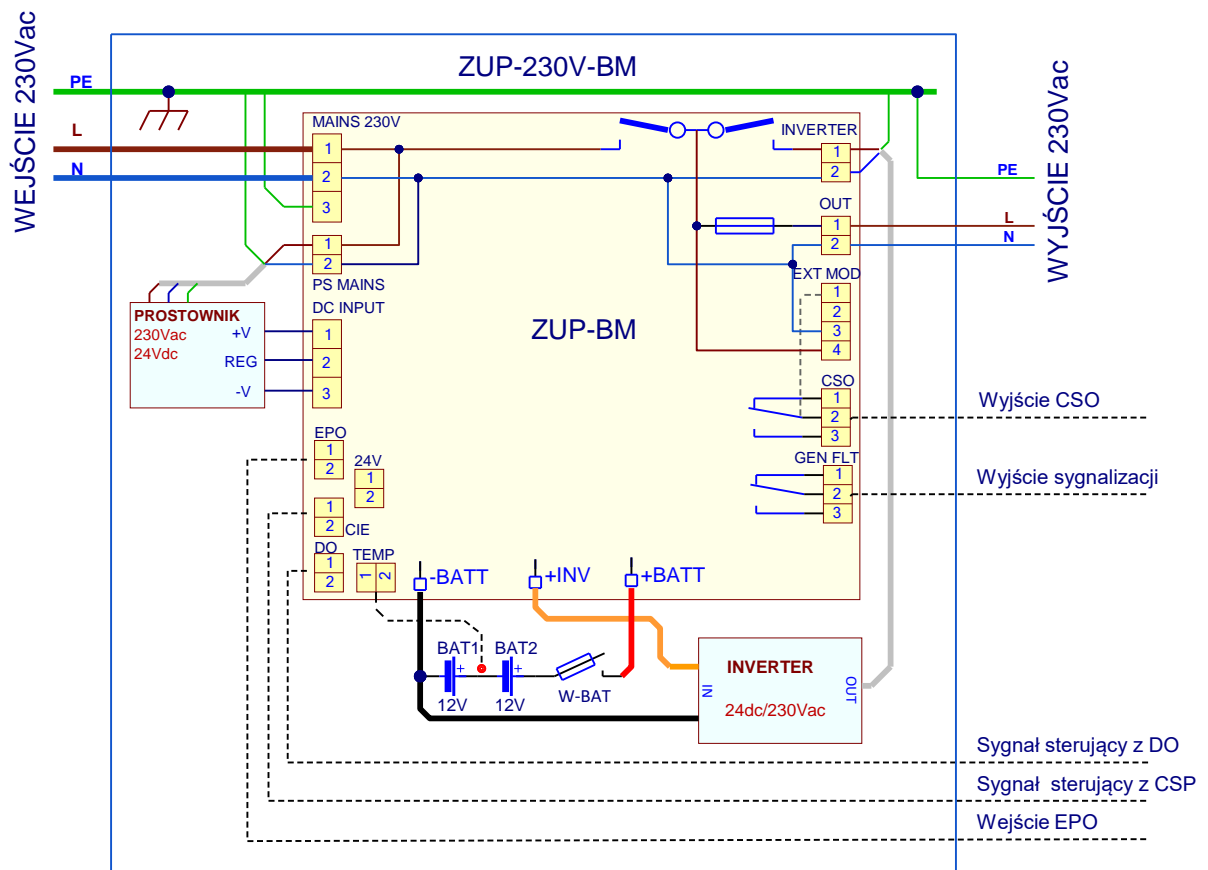 WEJŚCIE 230Vac
ZUP-230V-BM
PE
L
N
MAINS 230V
1
2
3
INVERTER
1
2
PE
L
N
WYJŚCIE 230Vac
OUT
1
2
1
2
PS MAINS
EXT MOD
1
2
3
4
DC INPUT
1
2
3
PROSTOWNIK
230Vac
24Vdc
+V
REG
-V
ZUP-BM
CSO
1
2
3
Wyjście CSO
GEN FLT
1
2
3
Wyjście sygnalizacji
EPO
1
2
24V
1
2
1
2
CIE
DO
1
2
TEMP
1
2
-BATT
+INV
+BATT
BAT1
+
12V
BAT2
+
12V
W-BAT
INVERTER
IN
OUT
24dc/230Vac
Sygnał sterujący z DO
Sygnał sterujący z CSP
Wejście EPO